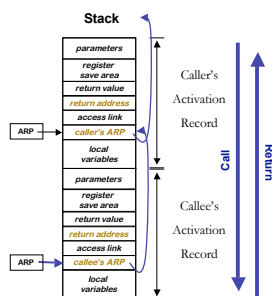 Stack
parameters
register
save area
return value
return address
access link
ARP
caller's ARP
local
variables
Caller's
Activation
Record
parameters
register
save area
return value
return address
access link
ARP
callee's ARP
local
variables
Callee's
Activation
Record
Call
Return